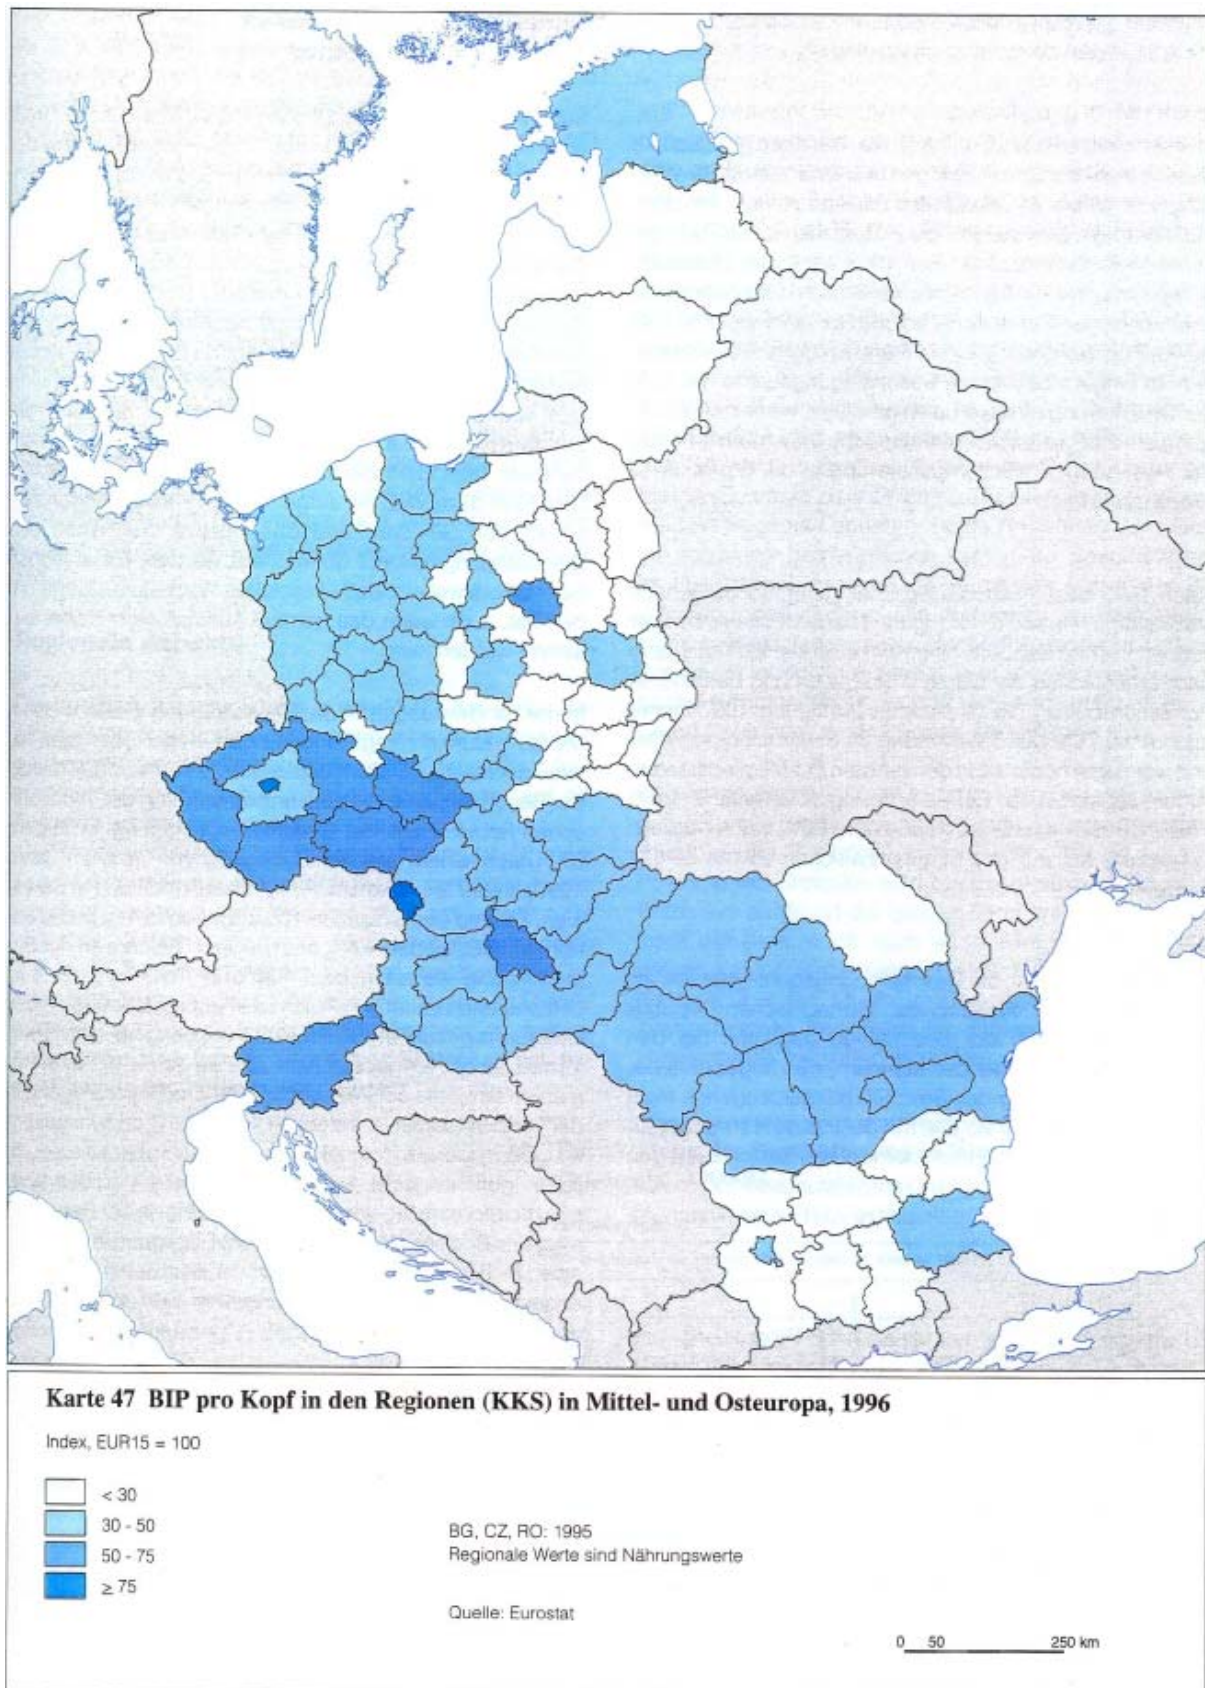 Karte 47 BIP pro Kopf in den Regionen (KKS) in Mittel- und Osteuropa, 1996
Index, EUR15 = 100
< 30
30 - 50
50 - 75
≥ 75
BG, CZ, RO: 1995
Regionale Werte sind Nährungswerte
Quelle: Eurostat
0 50 250 km